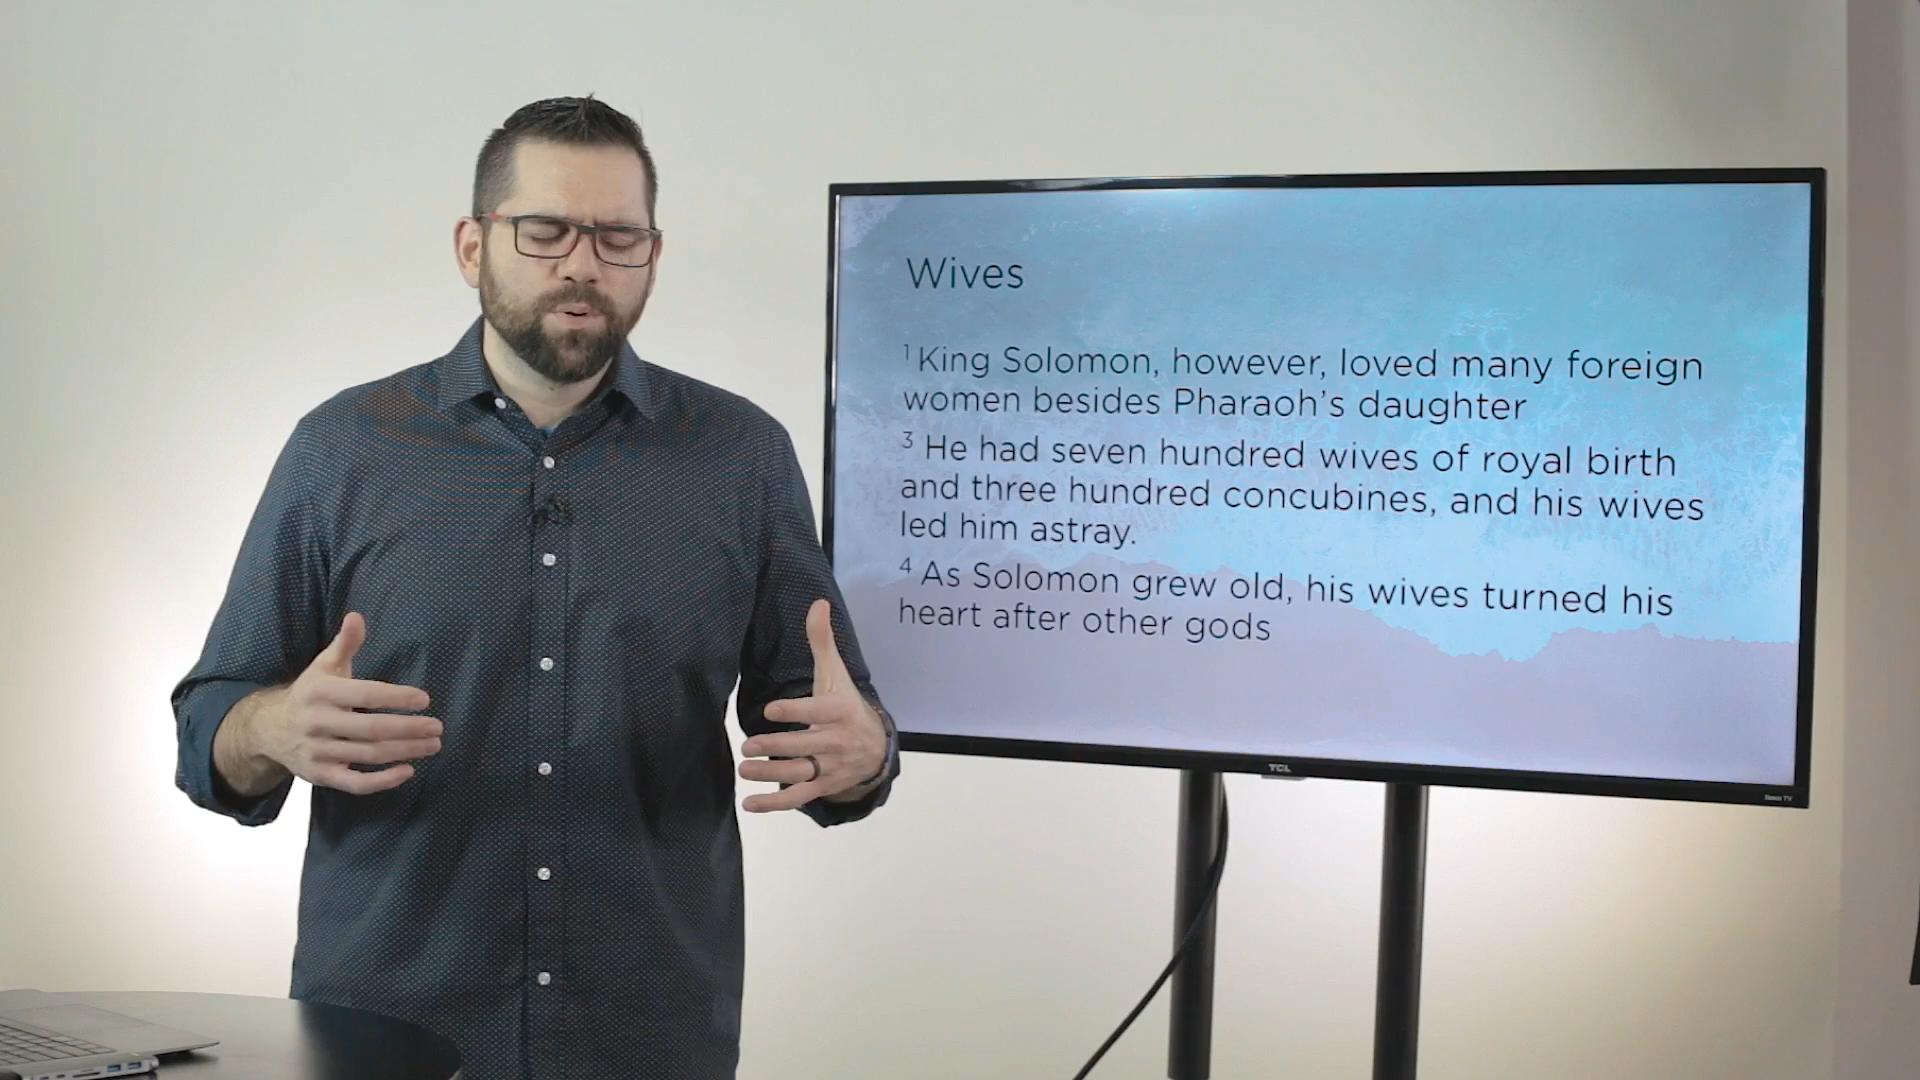 Wives
¹ King Solomon, however, loved many foreign
women besides Pharaoh's daughter
³ He had seven hundred wives of royal birth
and three hundred concubines, and his wives
led him astray.
⁴ As Solomon grew old, his wives turned his
heart after other gods
TCL
Roku TV